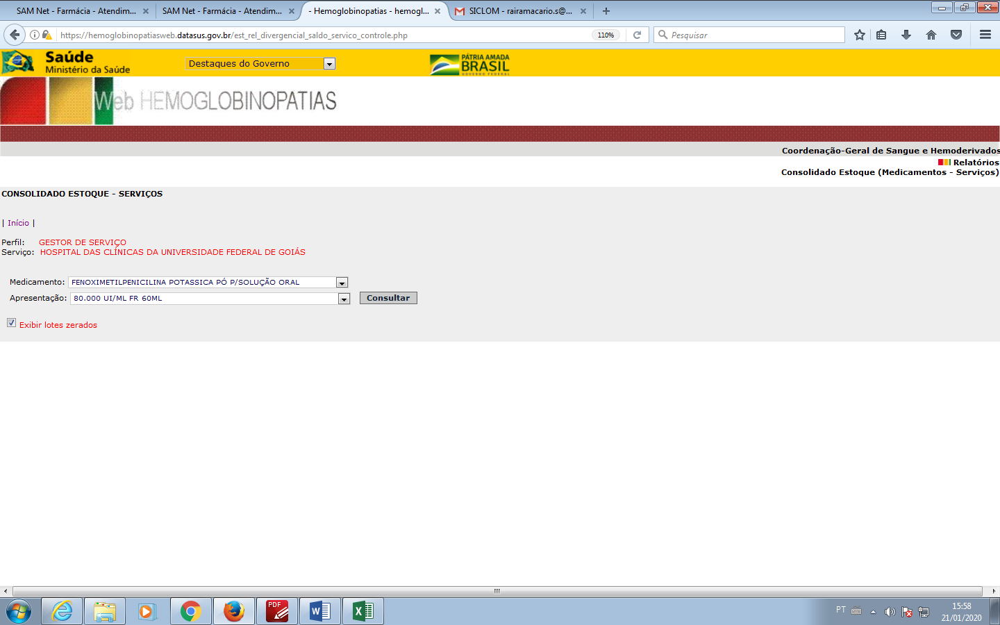 SAM Net - Farmácia - Atendim...
SAM Net - Farmácia - Atendim...
- Hemoglobinopatias - hemogl...
SICLOM - rairamacario.s@...
https://hemoglobinopatiasweb.datasus.gov.br/est_rel_divergencial_saldo_servico_controle.php
110%
Pesquisar
Saúde
Ministério da Saúde
Destaques do Governo
PÁTRIA AMADA
BRASIL
GOVERNO FEDERAL
Web HEMOGLOBINOPATIAS
Coordenação-Geral de Sangue e Hemoderivados
Relatórios
Consolidado Estoque (Medicamentos - Serviços)
CONSOLIDADO ESTOQUE - SERVIÇOS
| Início |
Perfil: GESTOR DE SERVIÇO
Serviço: HOSPITAL DAS CLÍNICAS DA UNIVERSIDADE FEDERAL DE GOIÁS
Medicamento: FENOXIMETILPENICILINA POTASSICA PÓ P/SOLUÇÃO ORAL
Apresentação: 80.000 UI/ML FR 60ML Consultar
Exibir lotes zerados
PDF
PT
15:58
21/01/2020